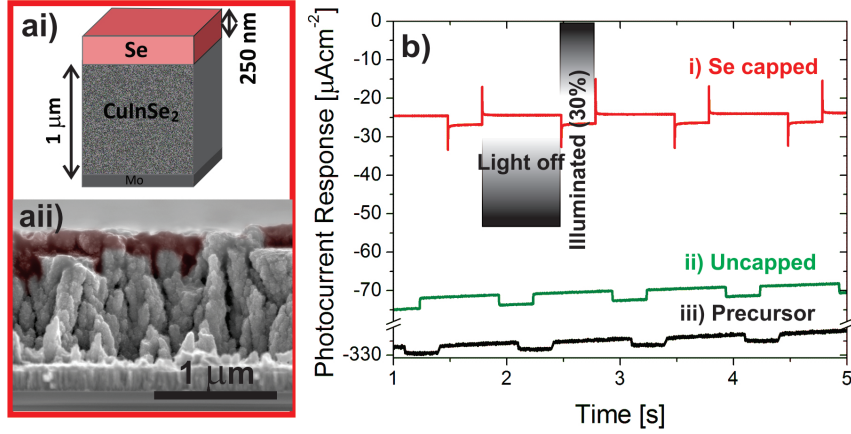 ai)
Se
250 nm
1 μm
CuInSe₂
Mo
aii)
1 μm
b)
Photocurrent Response [μAcm⁻²]
0
-10
-20
-30
-40
-50
-60
-70
-330
i) Se capped
Light off
Illuminated (30%)
ii) Uncapped
iii) Precursor
1
2
3
4
5
Time [s]